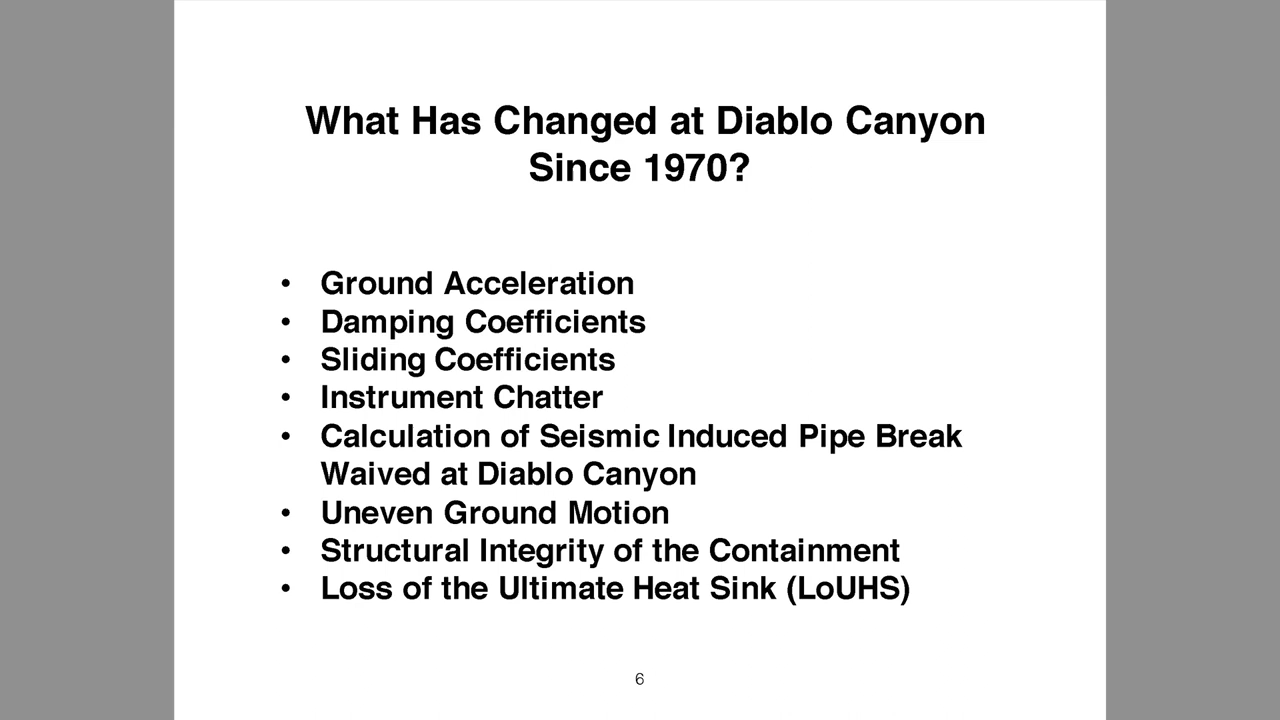 What Has Changed at Diablo Canyon
Since 1970?
• Ground Acceleration
• Damping Coefficients
• Sliding Coefficients
• Instrument Chatter
• Calculation of Seismic Induced Pipe Break
Waived at Diablo Canyon
• Uneven Ground Motion
• Structural Integrity of the Containment
• Loss of the Ultimate Heat Sink (LoUHS)
6